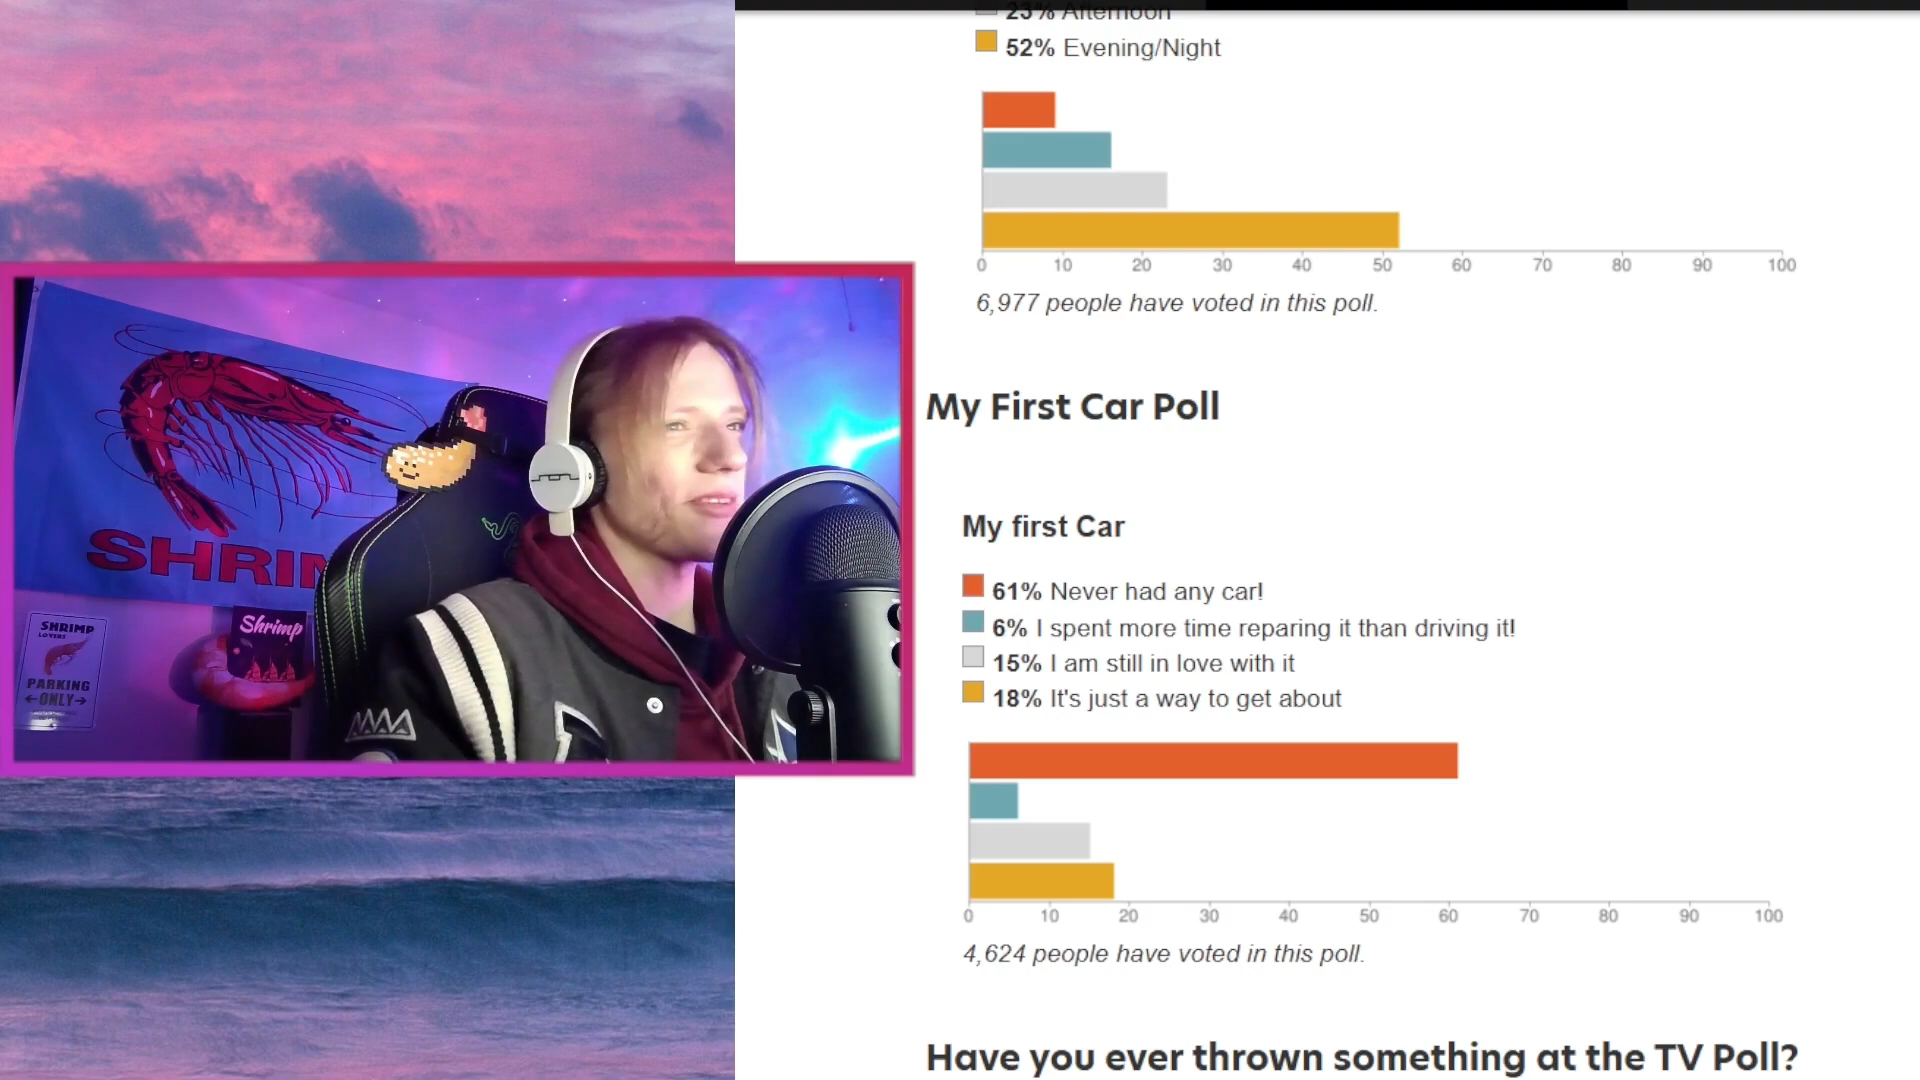 23% Afternoon
52% Evening/Night
0 10 20 30 40 50 60 70 80 90 100
6,977 people have voted in this poll.
My First Car Poll
My first Car
61% Never had any car!
6% I spent more time reparing it than driving it!
15% I am still in love with it
18% It's just a way to get about
0 10 20 30 40 50 60 70 80 90 100
4,624 people have voted in this poll.
Have you ever thrown something at the TV Poll?
SHRIM
SHRIMP
LOVERS
PARKING
←ONLY→
Shrimp